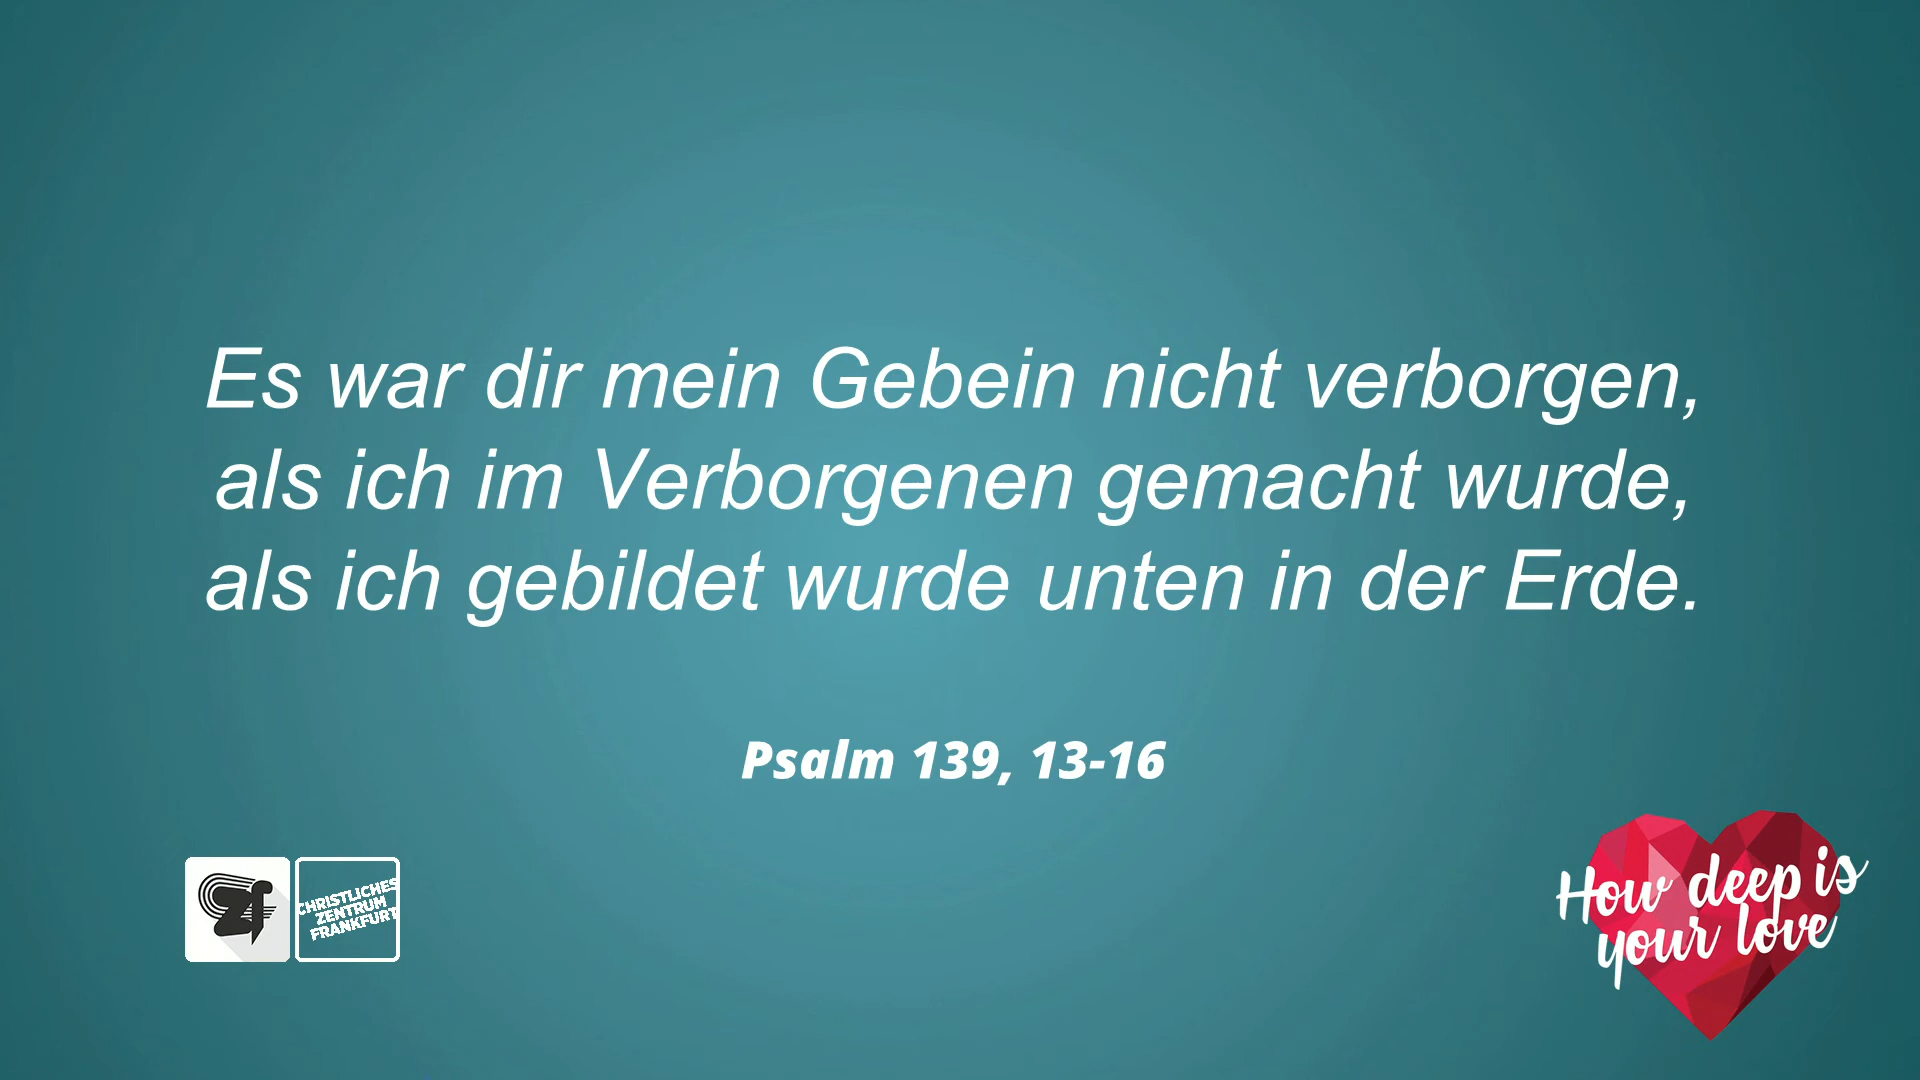 Es war dir mein Gebein nicht verborgen,
als ich im Verborgenen gemacht wurde,
als ich gebildet wurde unten in der Erde.
Psalm 139, 13-16
zf
CHRISTLICHES
ZENTRUM
FRANKFURT
How deep is
your love